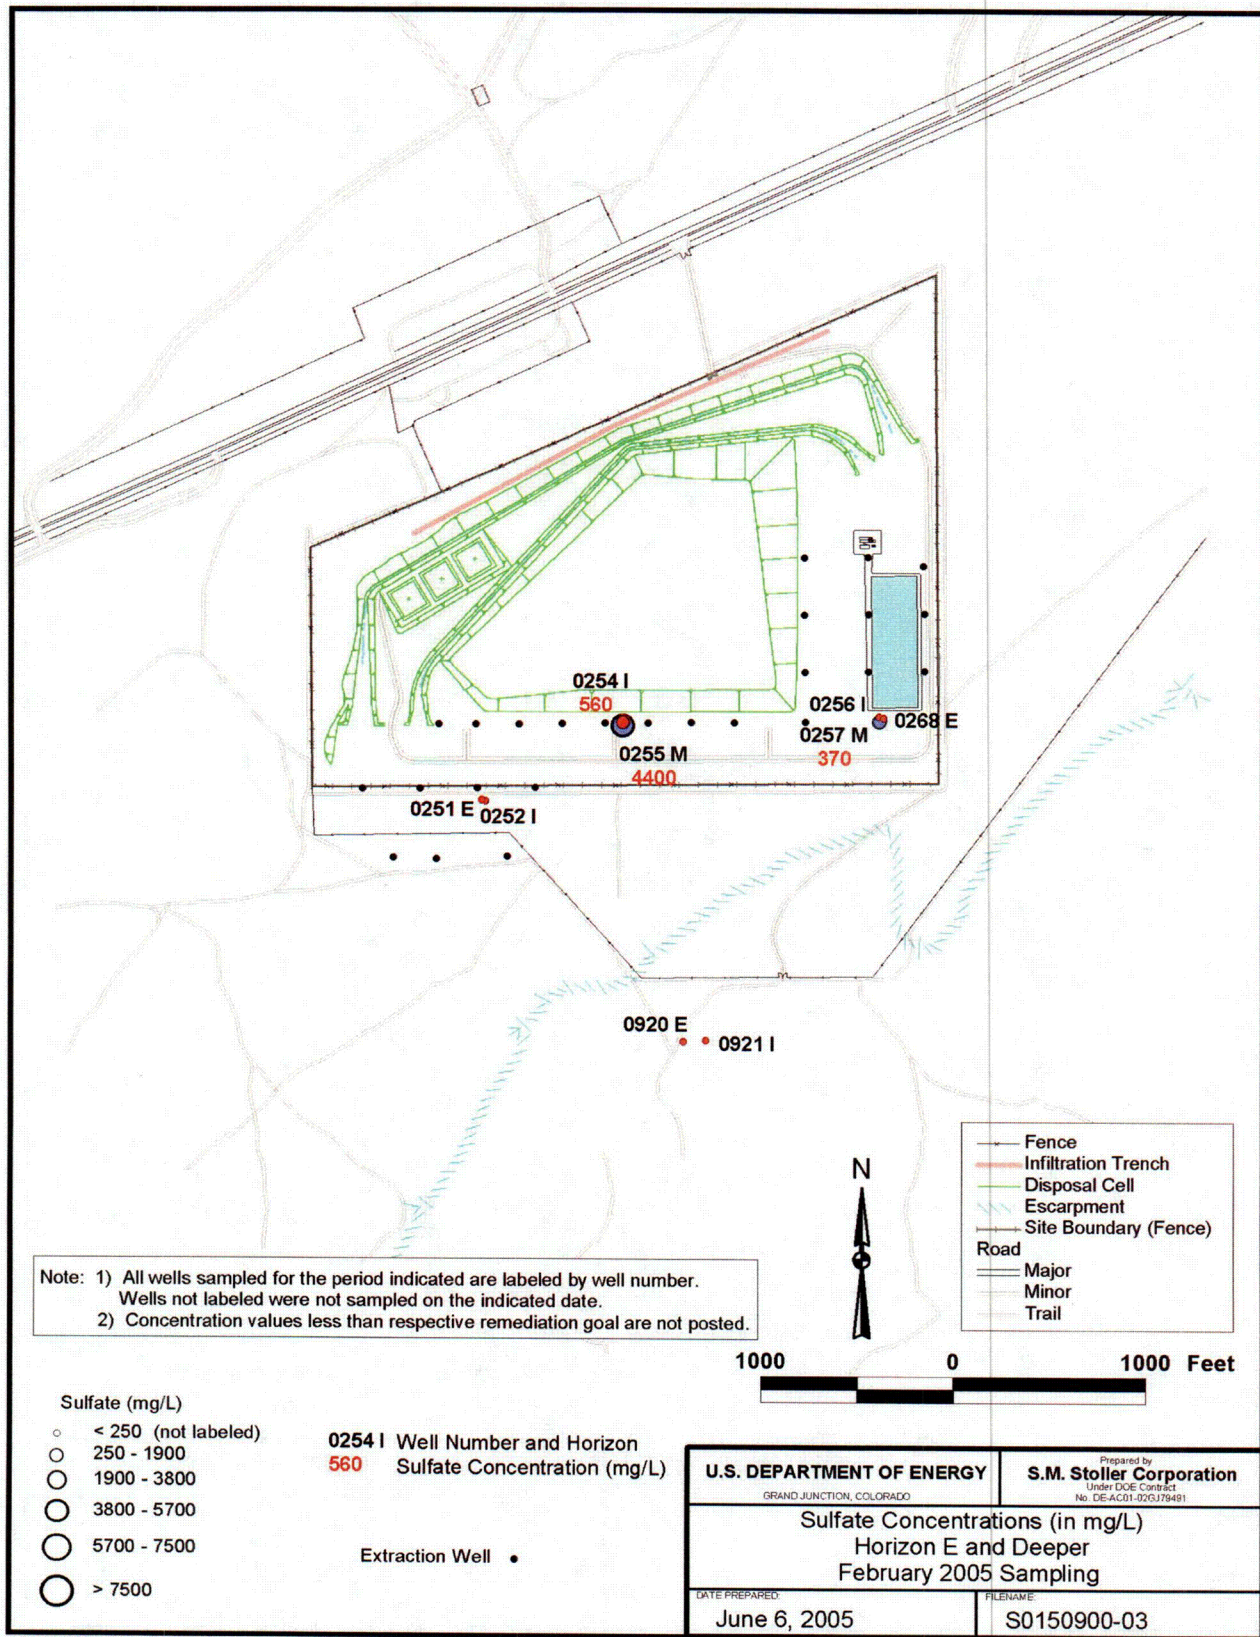 0254 I
560
0256 I
0268 E
0257 M
370
0255 M
4400
0251 E
0252 I
0920 E
0921 I
Fence
Infiltration Trench
Disposal Cell
Escarpment
Site Boundary (Fence)
Road
Major
Minor
Trail
N
Note: 1) All wells sampled for the period indicated are labeled by well number.
Wells not labeled were not sampled on the indicated date.
2) Concentration values less than respective remediation goal are not posted.
1000 0 1000 Feet
Sulfate (mg/L)
< 250 (not labeled)
250 - 1900
1900 - 3800
3800 - 5700
5700 - 7500
> 7500
0254 I Well Number and Horizon
560 Sulfate Concentration (mg/L)
Extraction Well
U.S. DEPARTMENT OF ENERGY
GRAND JUNCTION, COLORADO
Prepared by
S.M. Stoller Corporation
Under DOE Contract
No. DE-AC01-02GJ79491
Sulfate Concentrations (in mg/L)
Horizon E and Deeper
February 2005 Sampling
DATE PREPARED:
June 6, 2005
FILENAME:
S0150900-03